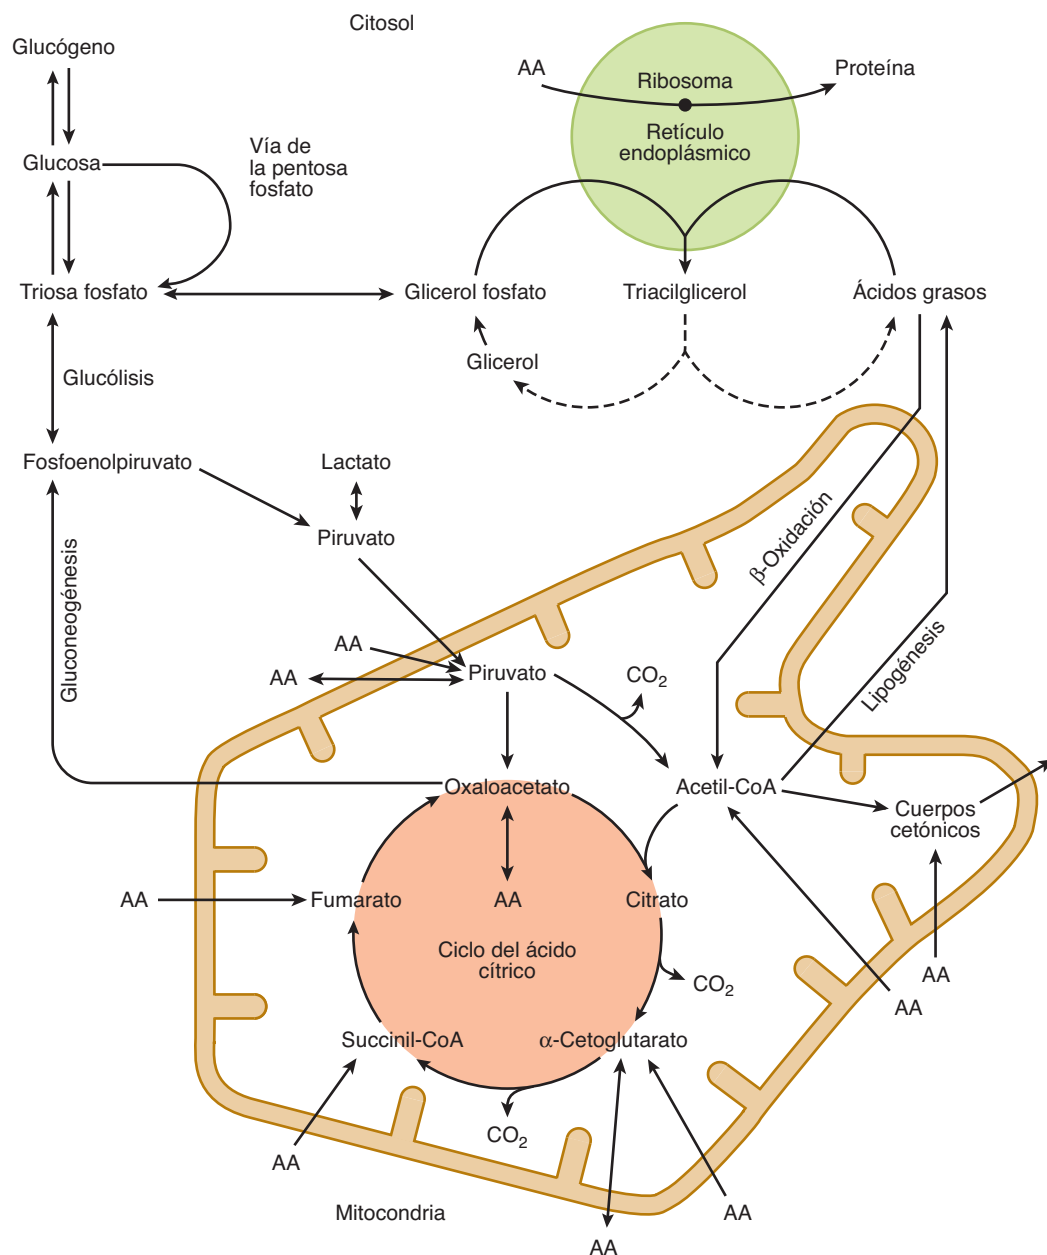 Citosol
Glucógeno
AA
Ribosoma
Proteína
Retículo
endoplásmico
Glucosa
Vía de
la pentosa
fosfato
Triosa fosfato
Glicerol fosfato
Triacilglicerol
Ácidos grasos
Glicerol
Glucólisis
Fosfoenolpiruvato
Lactato
Piruvato
β-Oxidación
Gluconeogénesis
Lipogénesis
AA
AA
Piruvato
CO2
Oxaloacetato
Acetil-CoA
Cuerpos
cetónicos
AA
Fumarato
AA
Citrato
Ciclo del ácido
cítrico
CO2
AA
AA
Succinil-CoA
α-Cetoglutarato
CO2
AA
Mitocondria
AA
AA